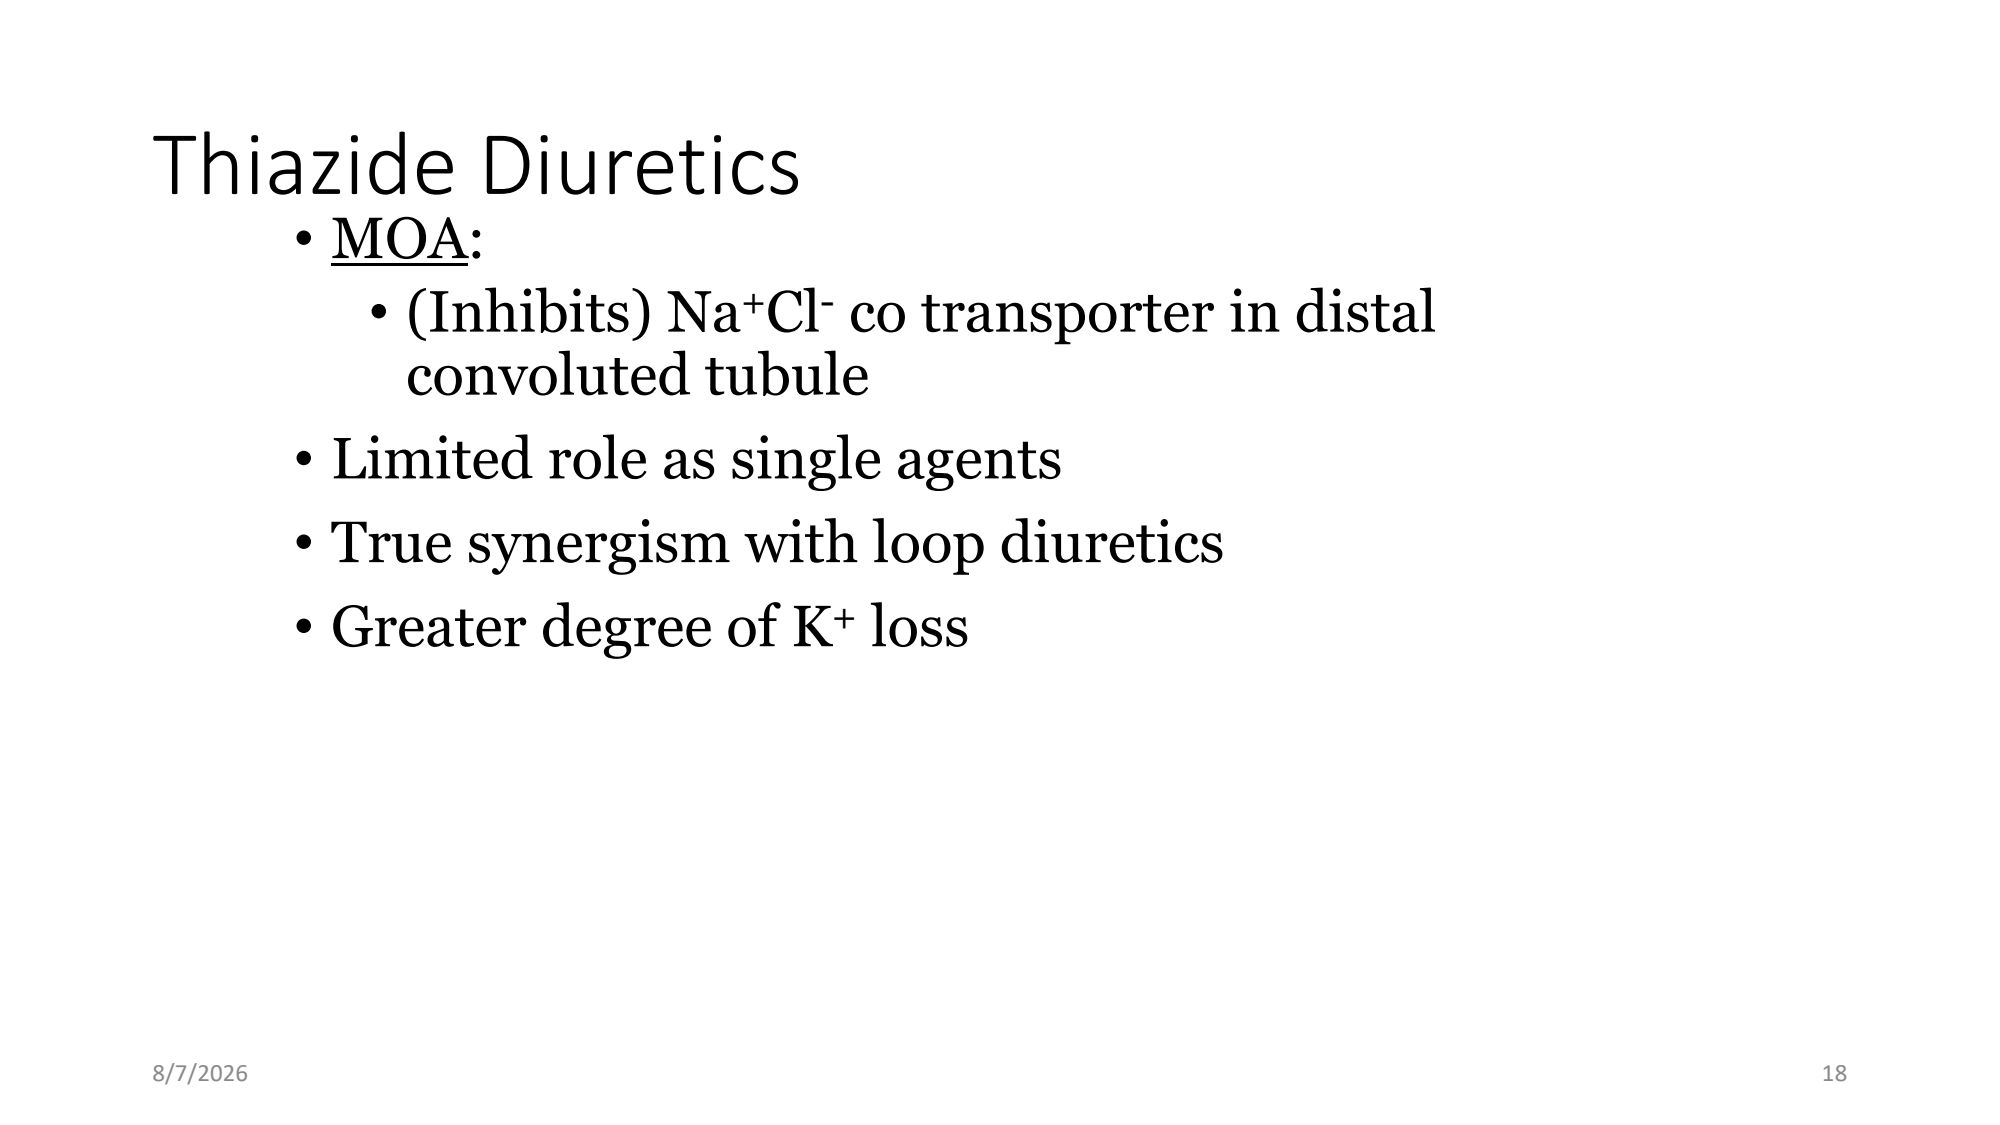 Thiazide Diuretics
• MOA:
• (Inhibits) Na⁺Cl⁻ co transporter in distal
convoluted tubule
• Limited role as single agents
• True synergism with loop diuretics
• Greater degree of K⁺ loss
8/7/2026
18